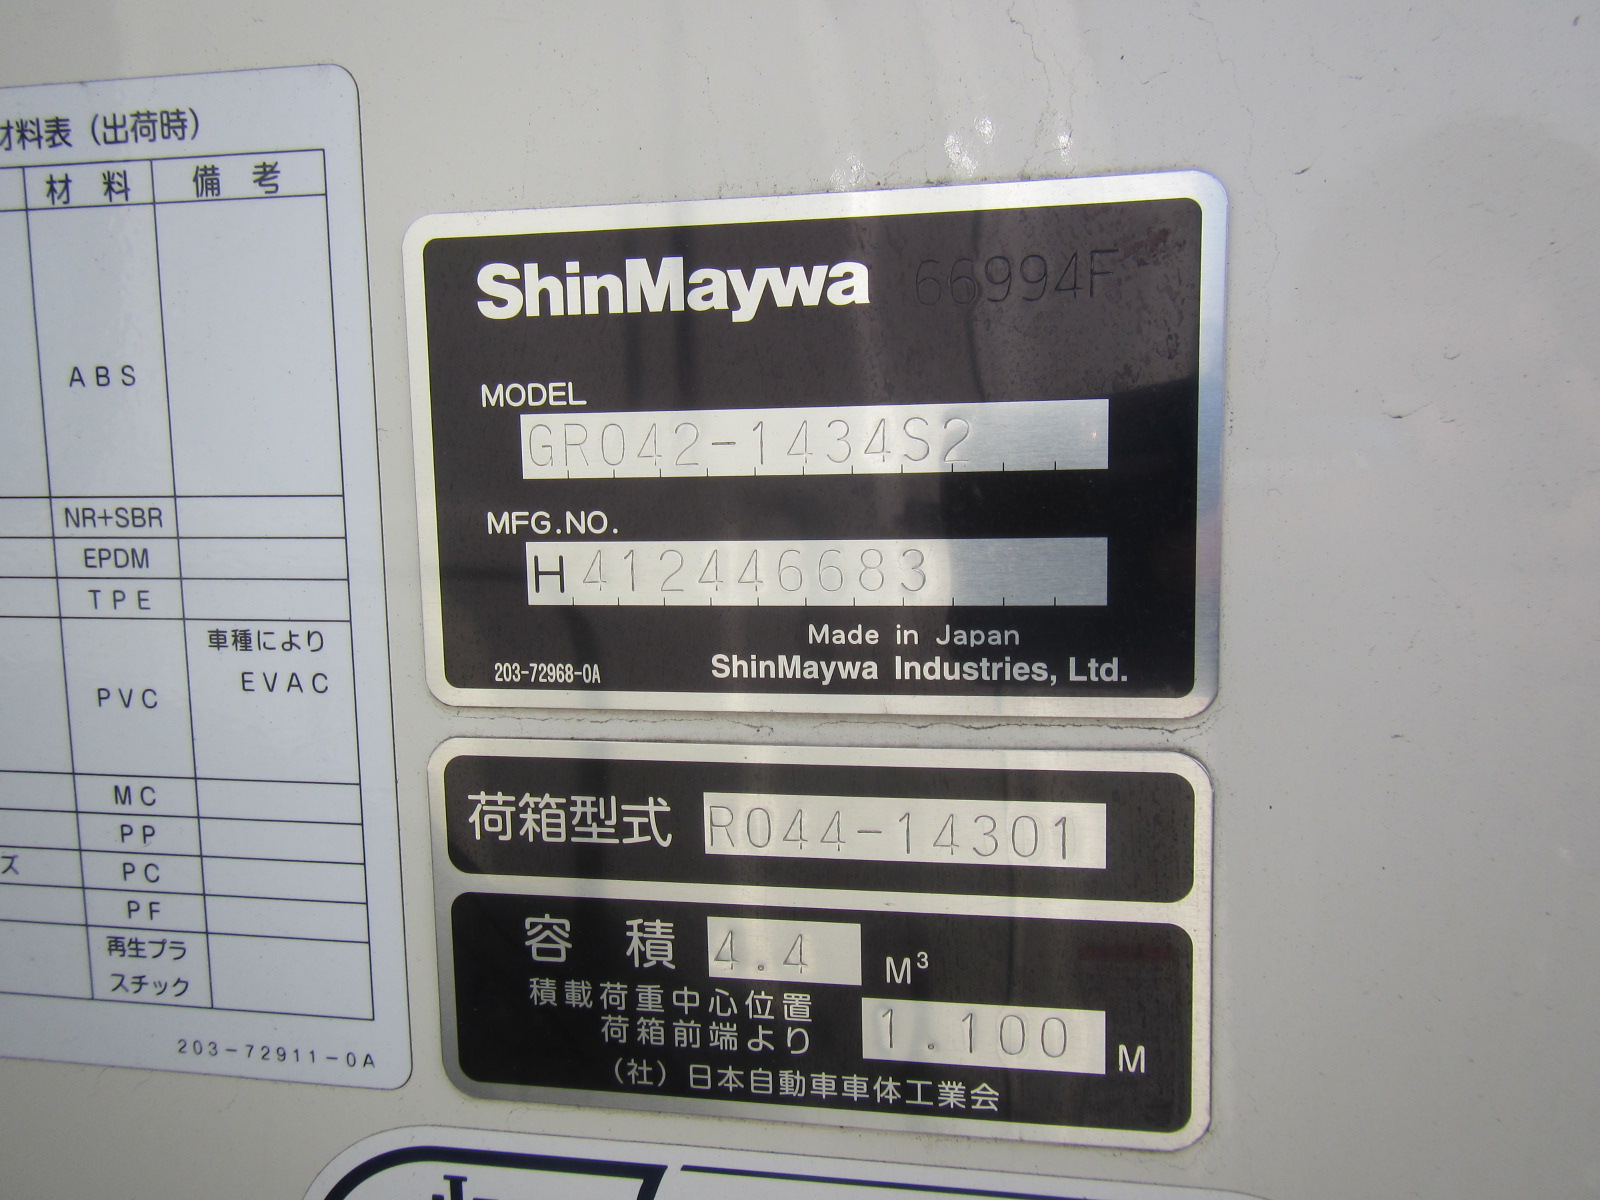 材料表（出荷時）
材料 備考
ABS
NR+SBR
EPDM
TPE
PVC 車種により
EVAC
MC
PP
ズ PC
PF
再生プラ
スチック
203-72911-0A
ShinMaywa 66994F
MODEL
GR042-1434S2
MFG.NO.
H412446683
Made in Japan
203-72968-0A ShinMaywa Industries, Ltd.
荷箱型式 R044-14301
容積 4.4 M³
積載荷重中心位置
荷箱前端より 1.100 M
（社）日本自動車車体工業会